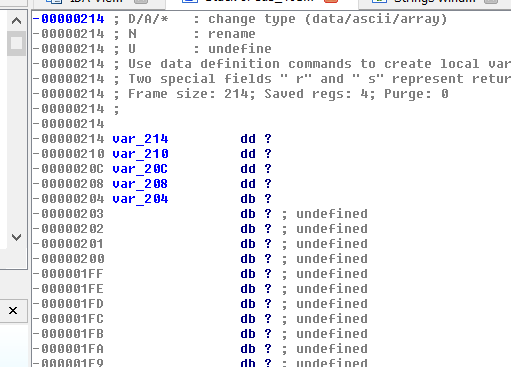 -00000214 ; D/A/*   : change type (data/ascii/array)
-00000214 ; N       : rename
-00000214 ; U       : undefine
-00000214 ; Use data definition commands to create local var
-00000214 ; Two special fields " r" and " s" represent retur
-00000214 ; Frame size: 214; Saved regs: 4; Purge: 0
-00000214 ;
-00000214
-00000214 var_214         dd ?
-00000210 var_210         dd ?
-0000020C var_20C         dd ?
-00000208 var_208         dd ?
-00000204 var_204         db ?
-00000203                 db ? ; undefined
-00000202                 db ? ; undefined
-00000201                 db ? ; undefined
-00000200                 db ? ; undefined
-000001FF                 db ? ; undefined
-000001FE                 db ? ; undefined
-000001FD                 db ? ; undefined
-000001FC                 db ? ; undefined
-000001FB                 db ? ; undefined
-000001FA                 db ? ; undefined
-000001F9                 db ? ; undefined